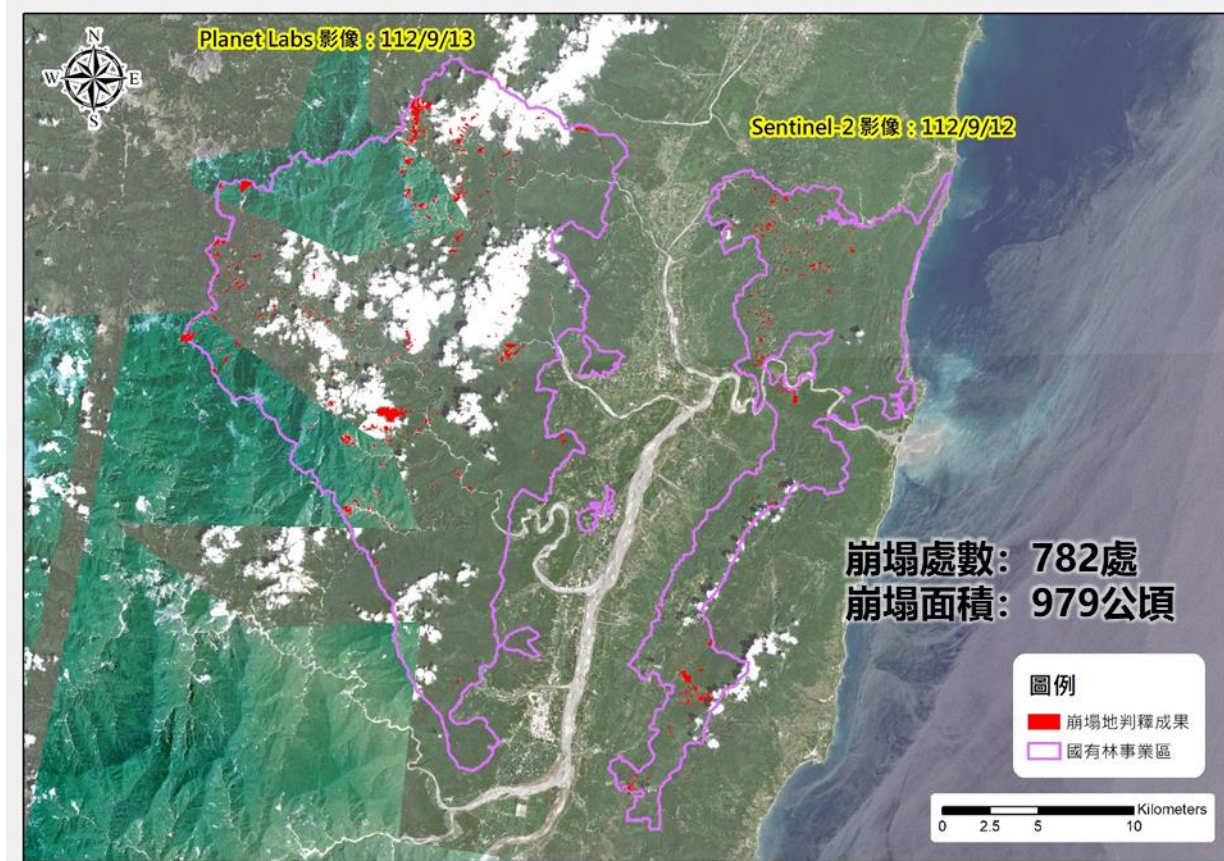 N
W E
S
Planet Labs 影像：112/9/13
Sentinel-2 影像：112/9/12
崩塌處數：782處
崩塌面積：979公頃
圖例
崩塌地判釋成果
國有林事業區
Kilometers
0 2.5 5 10